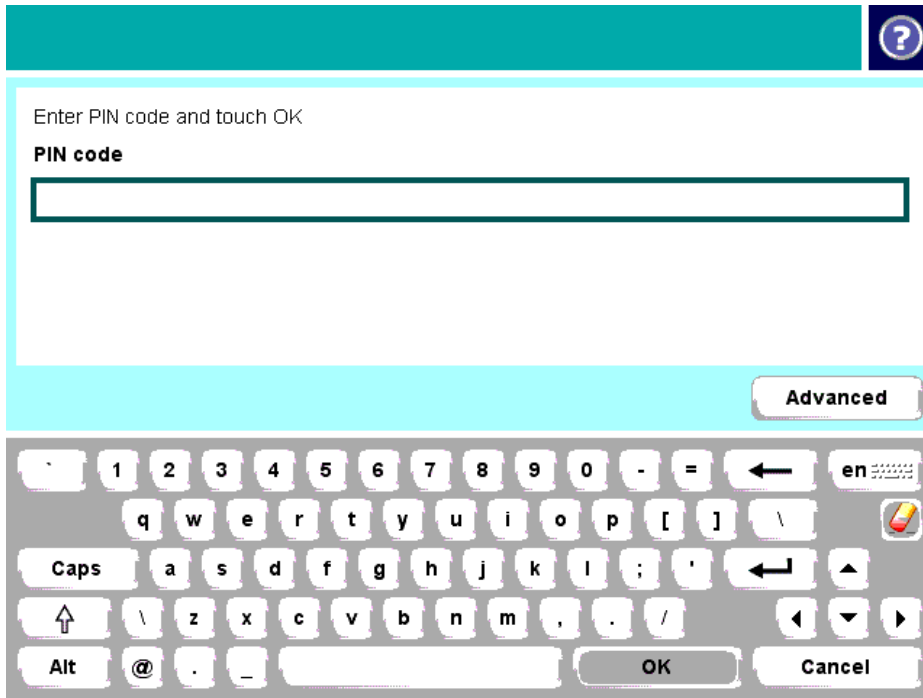 ?
Enter PIN code and touch OK
PIN code
Advanced
` 1 2 3 4 5 6 7 8 9 0 - = en
q w e r t y u i o p [ ] \
Caps a s d f g h j k l ; '
\ z x c v b n m , . /
Alt @ . _ OK Cancel